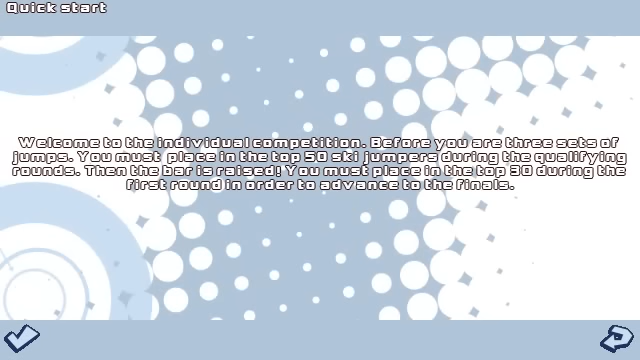 Quick start
Welcome to the individual competition. Before you are three sets of
jumps. You must place in the top 50 ski jumpers during the qualifying
rounds. Then the bar is raised! You must place in the top 30 during the
first round in order to advance to the finals.